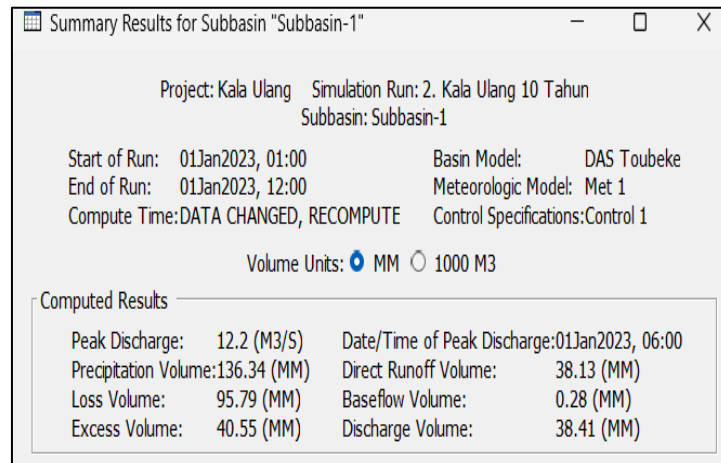 Summary Results for Subbasin "Subbasin-1"
Project: Kala Ulang Simulation Run: 2. Kala Ulang 10 Tahun
Subbasin: Subbasin-1
Start of Run: 01Jan2023, 01:00 Basin Model: DAS Toubeke
End of Run: 01Jan2023, 12:00 Meteorologic Model: Met 1
Compute Time:DATA CHANGED, RECOMPUTE Control Specifications:Control 1
Volume Units: MM 1000 M3
Computed Results
Peak Discharge: 12.2 (M3/S) Date/Time of Peak Discharge:01Jan2023, 06:00
Precipitation Volume:136.34 (MM) Direct Runoff Volume: 38.13 (MM)
Loss Volume: 95.79 (MM) Baseflow Volume: 0.28 (MM)
Excess Volume: 40.55 (MM) Discharge Volume: 38.41 (MM)